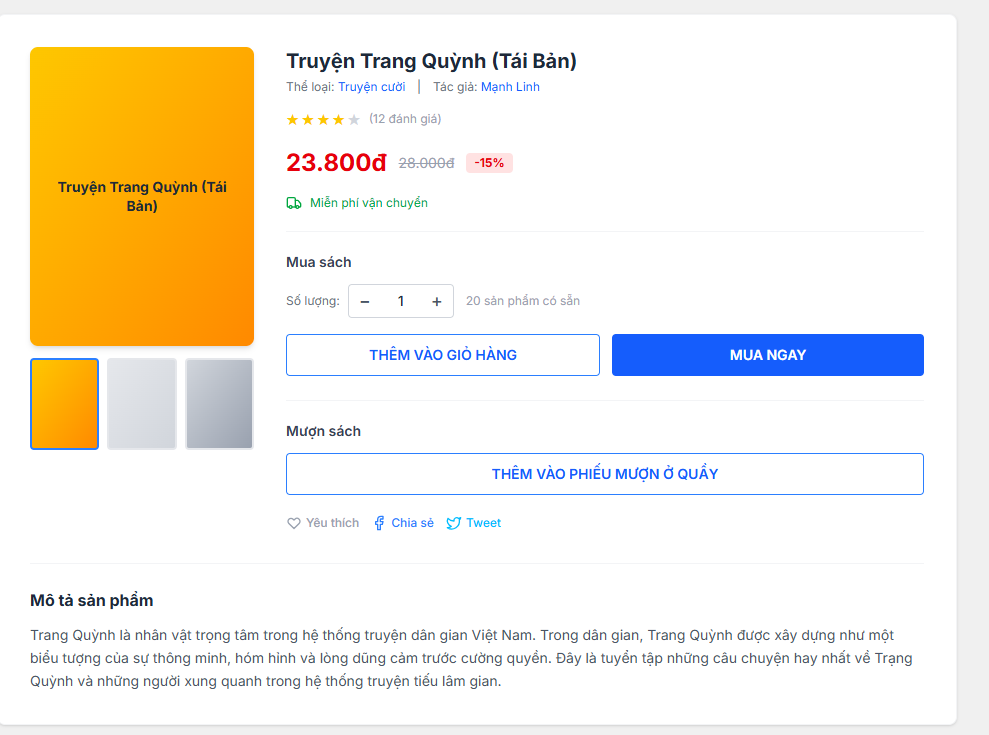 Truyện Trang Quỳnh (Tái
Bản)
Truyện Trang Quỳnh (Tái Bản)
Thể loại: Truyện cười | Tác giả: Mạnh Linh
(12 đánh giá)
23.800đ 28.000đ -15%
Miễn phí vận chuyển
Mua sách
Số lượng: − 1 + 20 sản phẩm có sẵn
THÊM VÀO GIỎ HÀNG MUA NGAY
Mượn sách
THÊM VÀO PHIẾU MƯỢN Ở QUẦY
Yêu thích Chia sẻ Tweet
Mô tả sản phẩm
Trang Quỳnh là nhân vật trọng tâm trong hệ thống truyện dân gian Việt Nam. Trong dân gian, Trang Quỳnh được xây dựng như một
biểu tượng của sự thông minh, hóm hỉnh và lòng dũng cảm trước cường quyền. Đây là tuyển tập những câu chuyện hay nhất về Trạng
Quỳnh và những người xung quanh trong hệ thống truyện tiếu lâm gian.